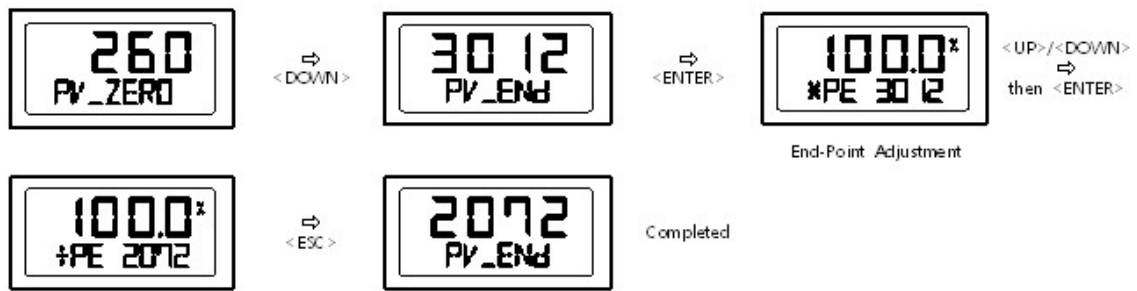 260
PV_ZERO
⇨
<DOWN>
3012
PV_ENd
⇨
<ENTER>
100.0%
*PE 3012
<UP>/<DOWN>
⇨
then <ENTER>
End-Point Adjustment
100.0%
+PE 2072
⇨
<ESC>
2072
PV_ENd
Completed